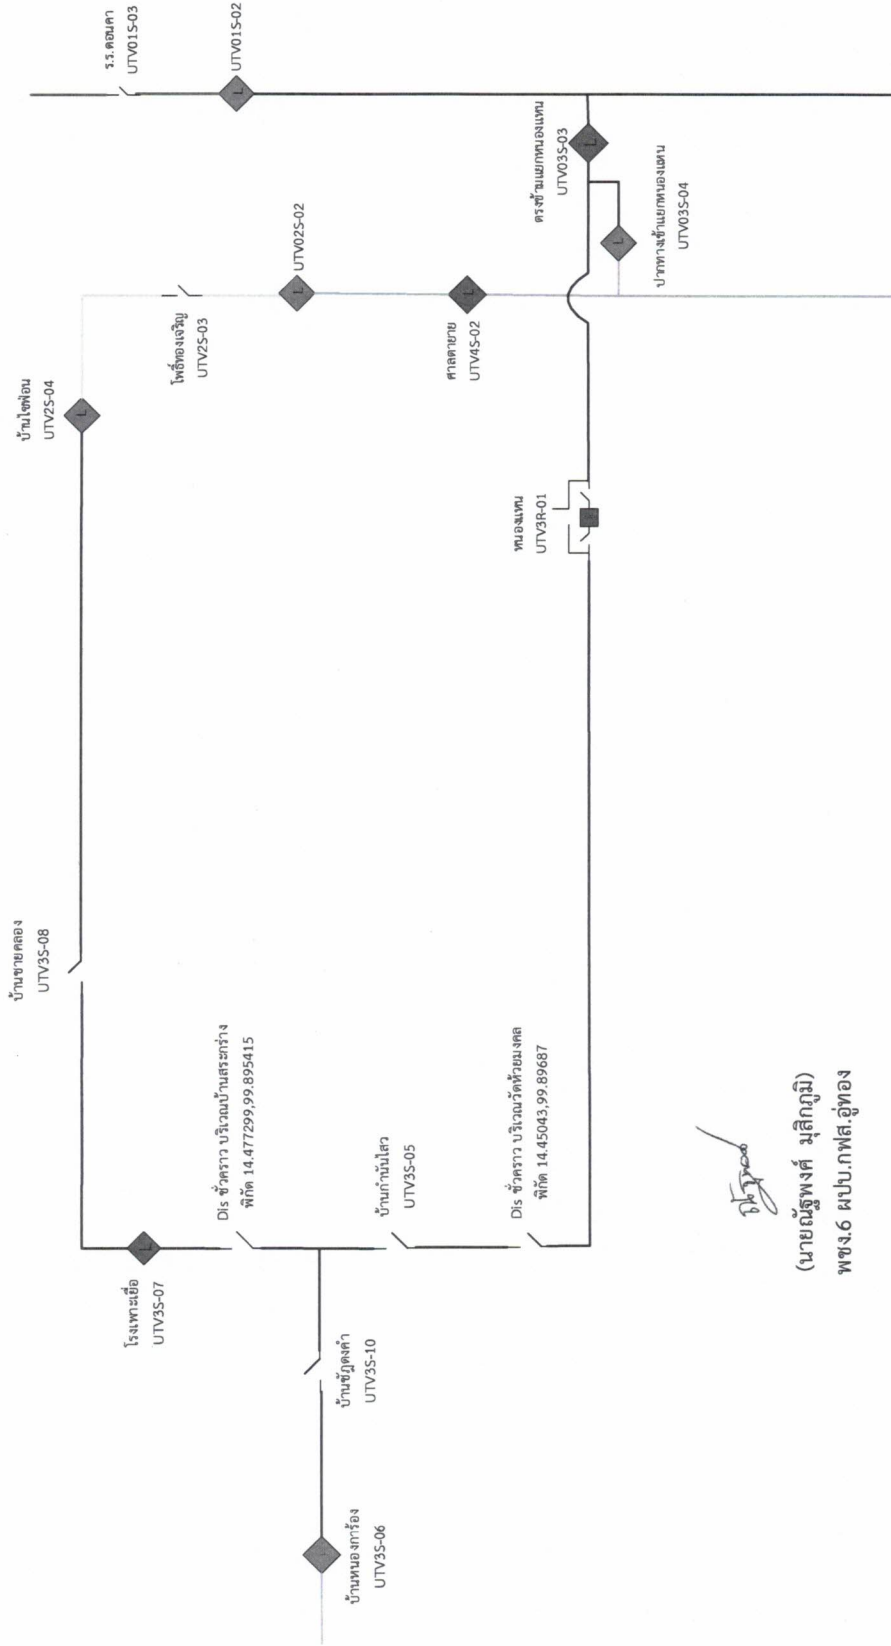 ร.ร.ดอนคา
UTV01S-03
UTV01S-02
บ้านไซฟ่อน
UTV2S-04
โพธิ์ทองเจริญ
UTV2S-03
UTV02S-02
ศาลตายาย
UTV4S-02
ตรงข้ามแยกหนองแหน
UTV03S-03
ปากทางเข้าแยกหนองแหน
UTV03S-04
หนองแหน
UTV3R-01
บ้านชายคลอง
UTV3S-08
โรงเพาะเยื่อ
UTV3S-07
Dis ชั่วคราว บริเวณบ้านสระกร่าง
พิกัด 14.477299,99.895415
บ้านกำนันไสว
UTV3S-05
Dis ชั่วคราว บริเวณวัดห้วยมงคล
พิกัด 14.45043,99.89687
บ้านชัฎดงคำ
UTV3S-10
บ้านหนองการ้อง
UTV3S-06
(นายณัฐพงศ์ มุสิกภูมิ)
พชง.6 ผปบ.กฟส.อู่ทอง